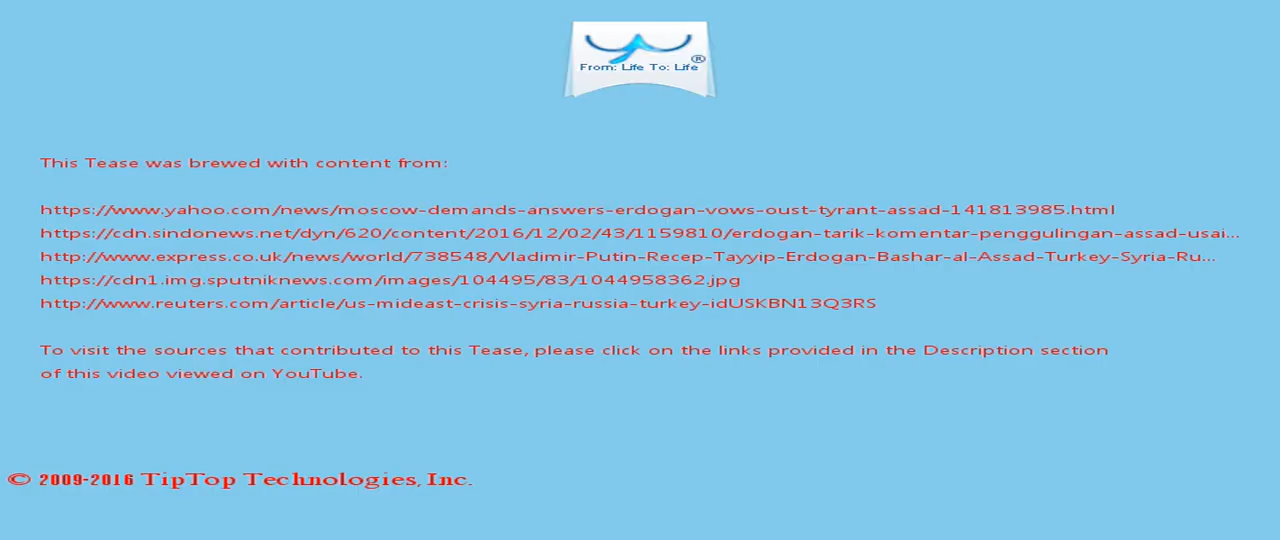 From: Life To: Life®
This Tease was brewed with content from:
https://www.yahoo.com/news/moscow-demands-answers-erdogan-vows-oust-tyrant-assad-141813985.html
https://cdn.sindonews.net/dyn/620/content/2016/12/02/43/1159810/erdogan-tarik-komentar-penggulingan-assad-usai...
http://www.express.co.uk/news/world/738548/Vladimir-Putin-Recep-Tayyip-Erdogan-Bashar-al-Assad-Turkey-Syria-Ru...
https://cdn1.img.sputniknews.com/images/104495/83/1044958362.jpg
http://www.reuters.com/article/us-mideast-crisis-syria-russia-turkey-idUSKBN13Q3RS
To visit the sources that contributed to this Tease, please click on the links provided in the Description section
of this video viewed on YouTube.
© 2009-2016 TipTop Technologies, Inc.